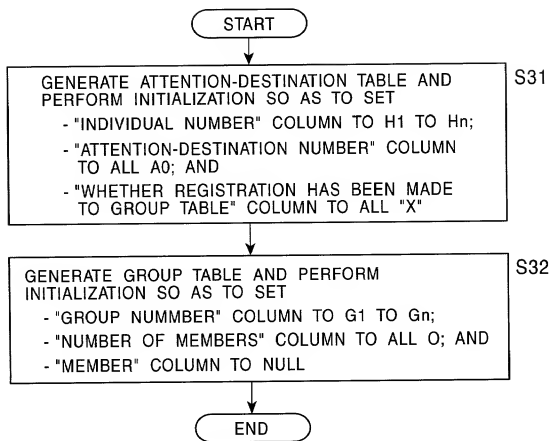 START
S31
GENERATE ATTENTION-DESTINATION TABLE AND
PERFORM INITIALIZATION SO AS TO SET
- "INDIVIDUAL NUMBER" COLUMN TO H1 TO Hn;
- "ATTENTION-DESTINATION NUMBER" COLUMN
TO ALL A0; AND
- "WHETHER REGISTRATION HAS BEEN MADE
TO GROUP TABLE" COLUMN TO ALL "X"
S32
GENERATE GROUP TABLE AND PERFORM
INITIALIZATION SO AS TO SET
- "GROUP NUMMBER" COLUMN TO G1 TO Gn;
- "NUMBER OF MEMBERS" COLUMN TO ALL O; AND
- "MEMBER" COLUMN TO NULL
END